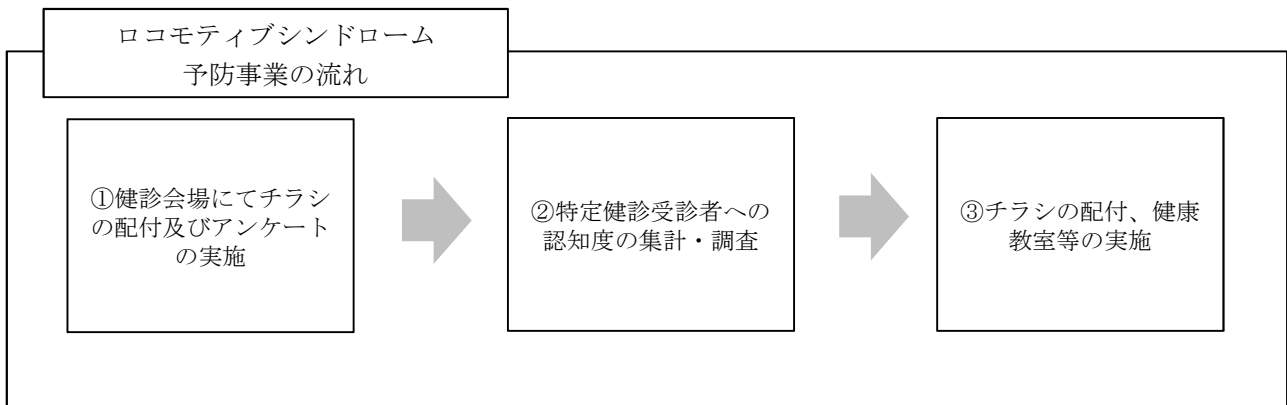 ロコモティブシンドローム
予防事業の流れ
①健診会場にてチラシ
の配付及びアンケート
の実施
②特定健診受診者への
認知度の集計・調査
③チラシの配付、健康
教室等の実施